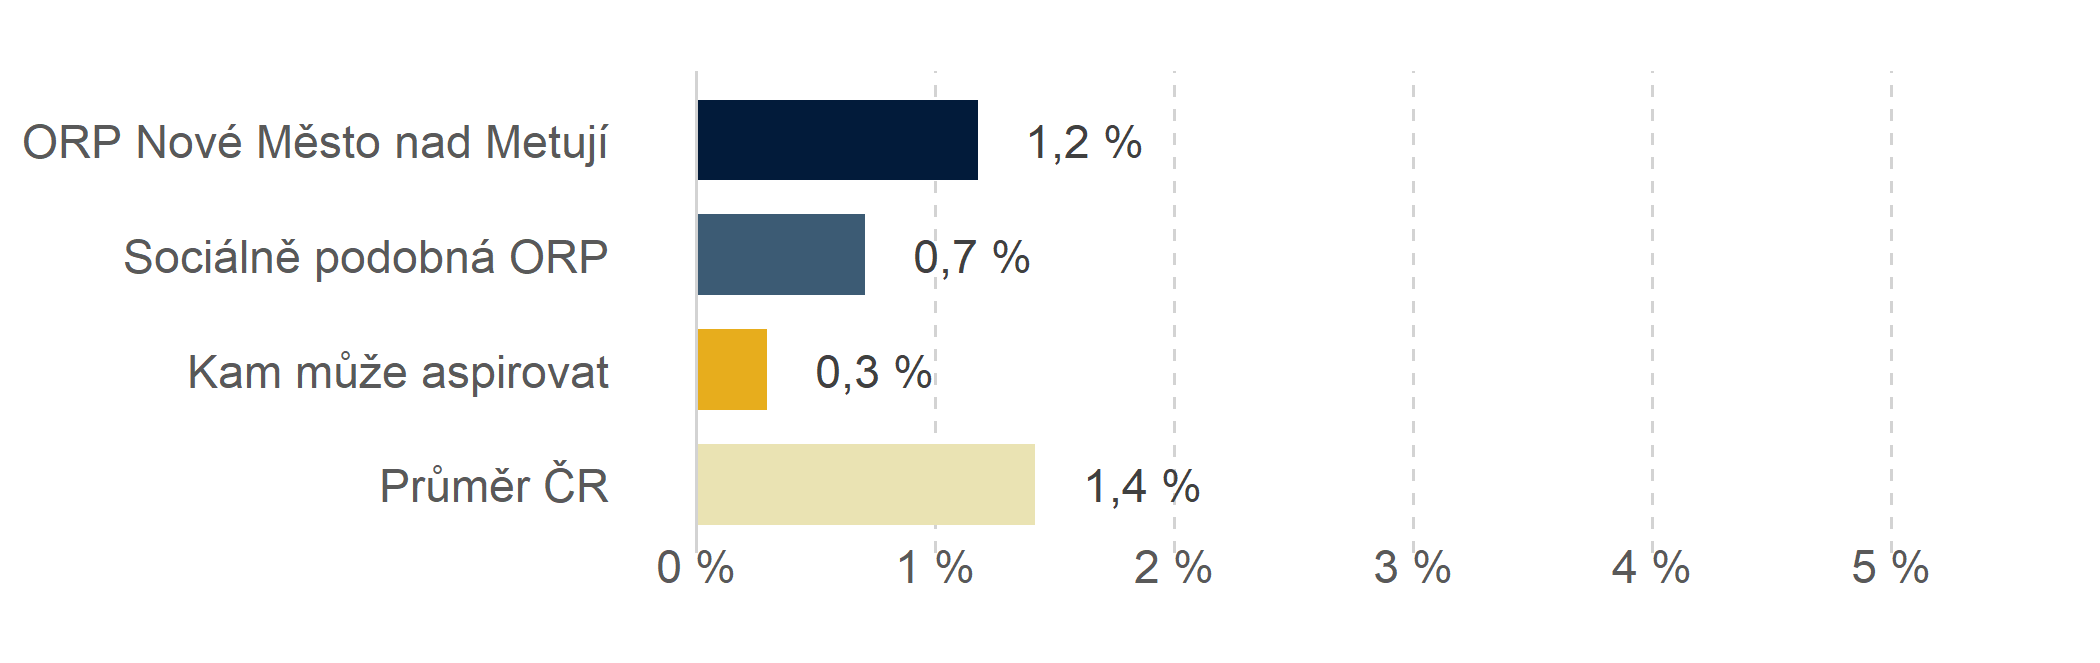 ORP Nové Město nad Metují
1,2 %
Sociálně podobná ORP
0,7 %
Kam může aspirovat
0,3 %
Průměr ČR
1,4 %
0 % 1 % 2 % 3 % 4 % 5 %